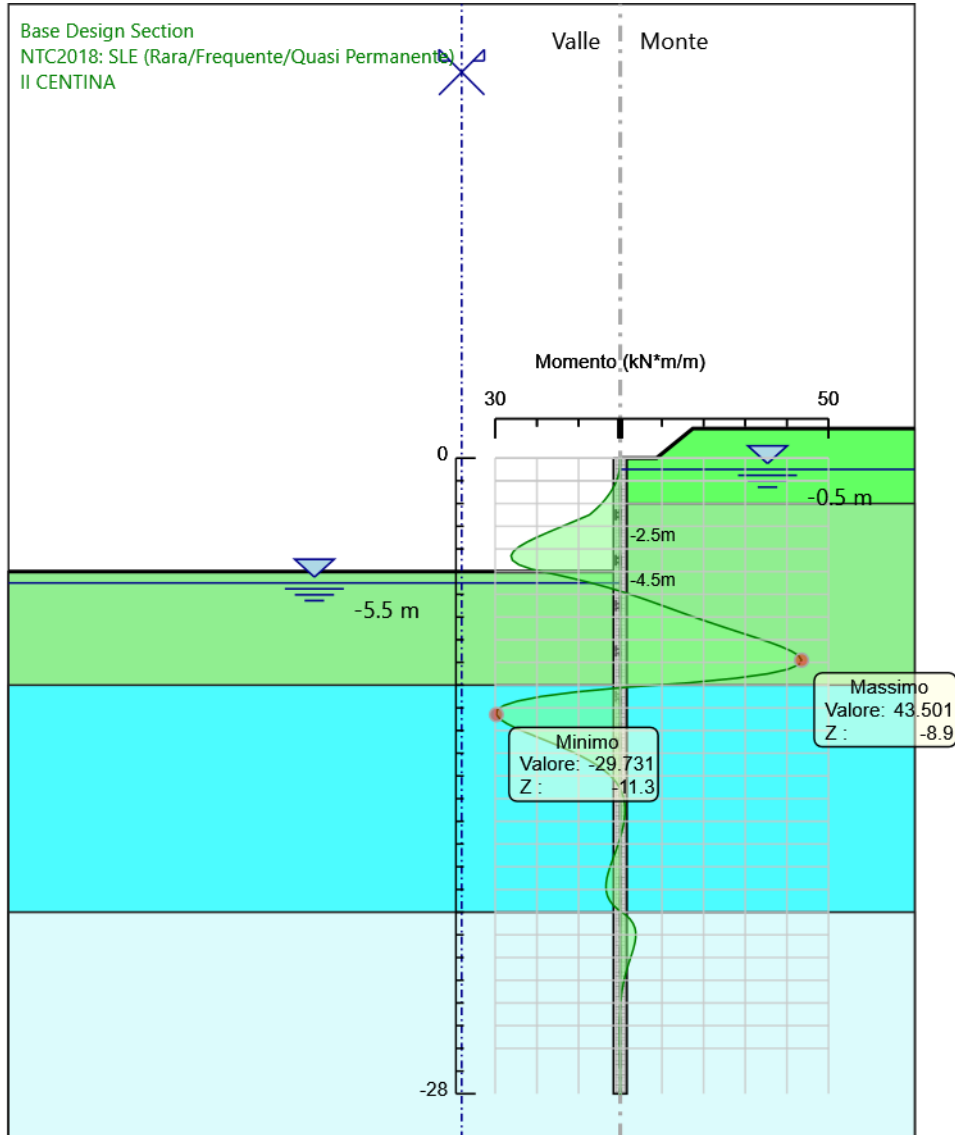 Base Design Section
NTC2018: SLE (Rara/Frequente/Quasi Permanente)
II CENTINA
Valle
Monte
Momento (kN*m/m)
30
50
0
-0.5 m
-2.5m
-4.5m
-5.5 m
Massimo
Valore: 43.501
Z : -8.9
Minimo
Valore: -29.731
Z : -11.3
-28